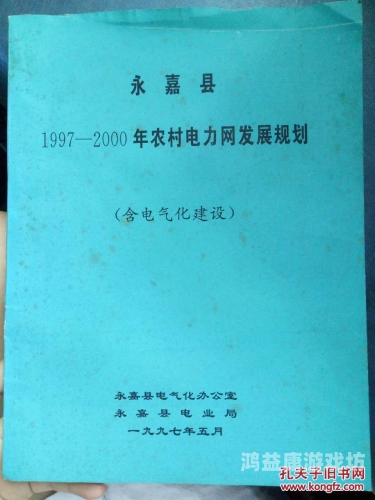 永嘉县
1997—2000年农村电力网发展规划
（含电气化建设）
永嘉县电气化办公室
永嘉县电业局
一九九七年五月
鸿益唐游戏坊
孔夫子旧书网
kongfz.com